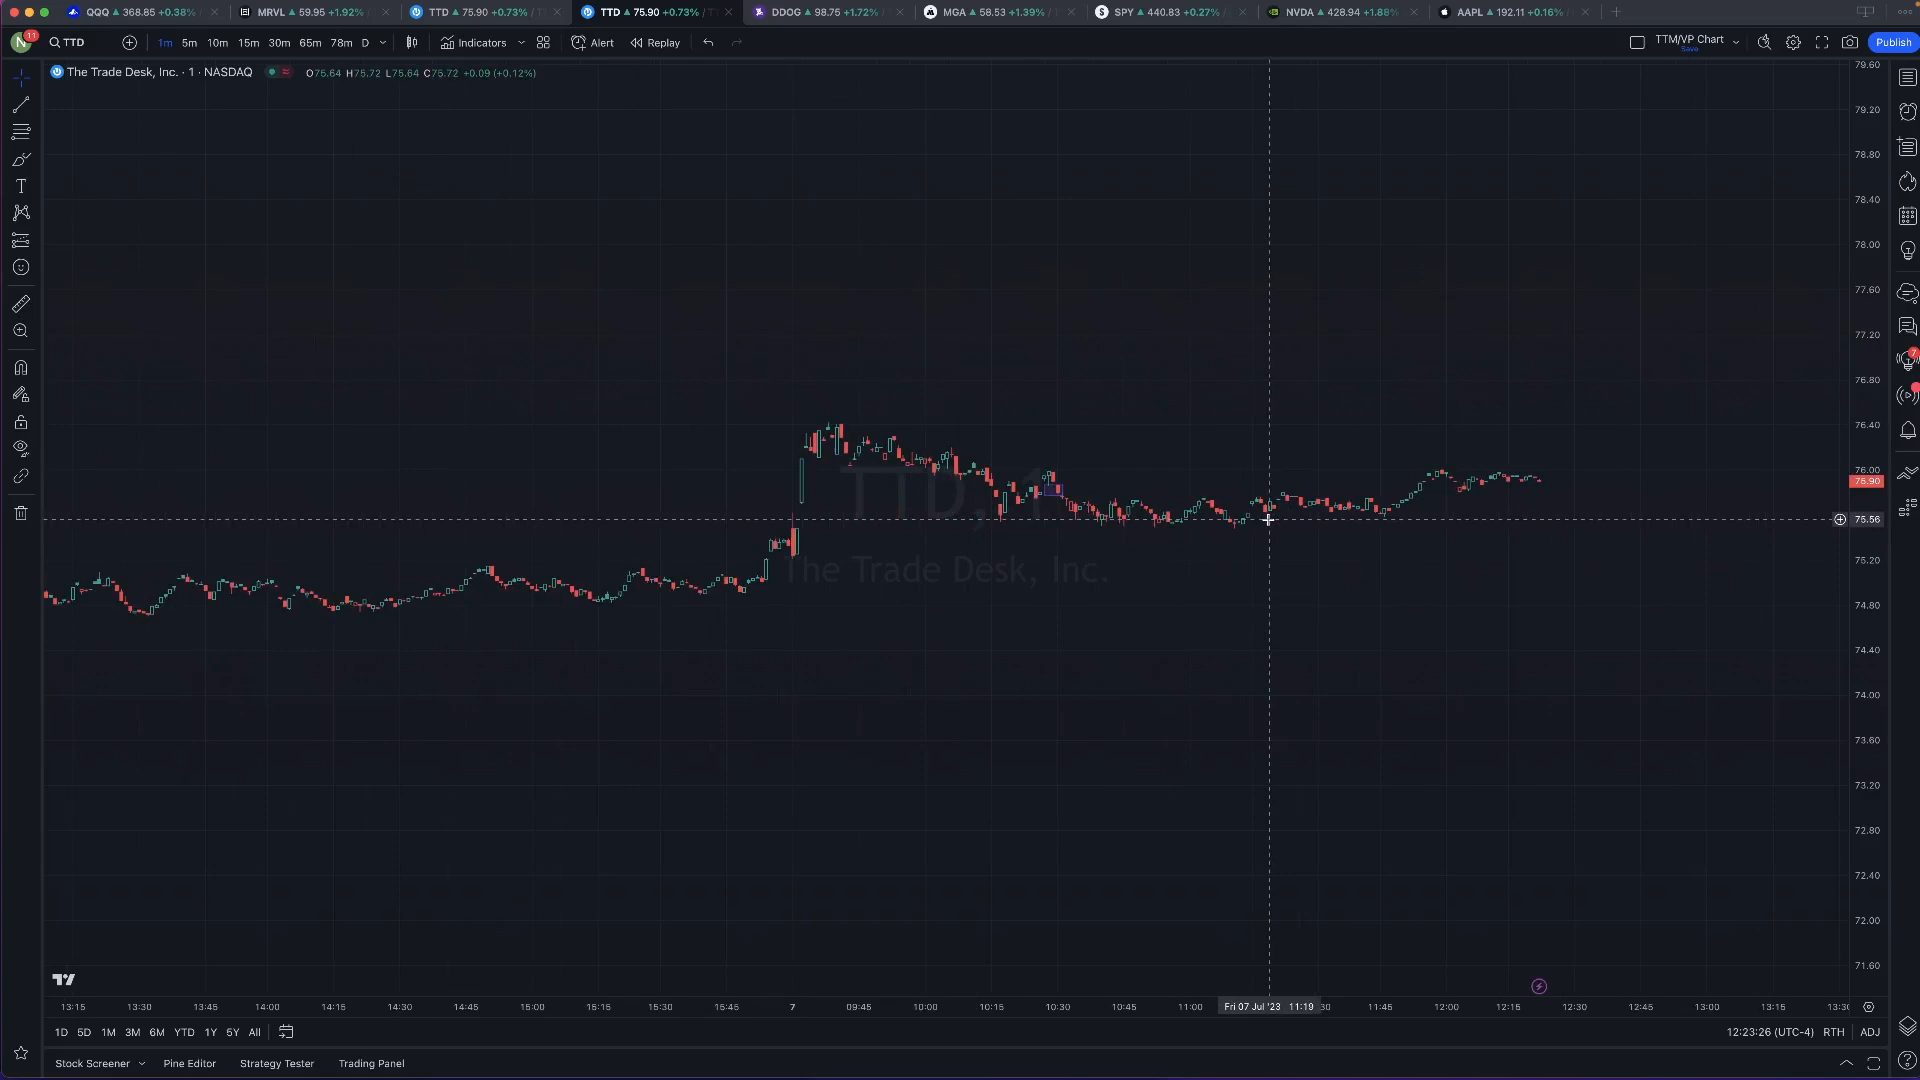 QQQ 368.85 +0.38%
MRVL 59.95 +1.92%
TTD 75.90 +0.73%
TTD 75.90 +0.73%
DDOG 98.75 +1.72%
MGA 58.53 +1.39%
SPY 440.83 +0.27%
NVDA 428.94 +1.88%
AAPL 192.11 +0.16%
N 11 TTD 1m 5m 10m 15m 30m 65m 78m D Indicators Alert Replay TTM/VP Chart Publish
Save
The Trade Desk, Inc. · 1 · NASDAQ O75.64 H75.72 L75.64 C75.72 +0.09 (+0.12%)
79.60
79.20
78.80
78.40
78.00
77.60
77.20
76.80
76.40
76.00
75.90
75.56
75.20
74.80
74.40
74.00
73.60
73.20
72.80
72.40
72.00
71.60
TTD, 1
The Trade Desk, Inc.
7
13:15 13:30 13:45 14:00 14:15 14:30 14:45 15:00 15:15 15:30 15:45 7 09:45 10:00 10:15 10:30 10:45 11:00 Fri 07 Jul '23 11:19 11:45 12:00 12:15 12:30 12:45 13:00 13:15
1D 5D 1M 3M 6M YTD 1Y 5Y All 12:23:26 (UTC-4) RTH ADJ
Stock Screener Pine Editor Strategy Tester Trading Panel